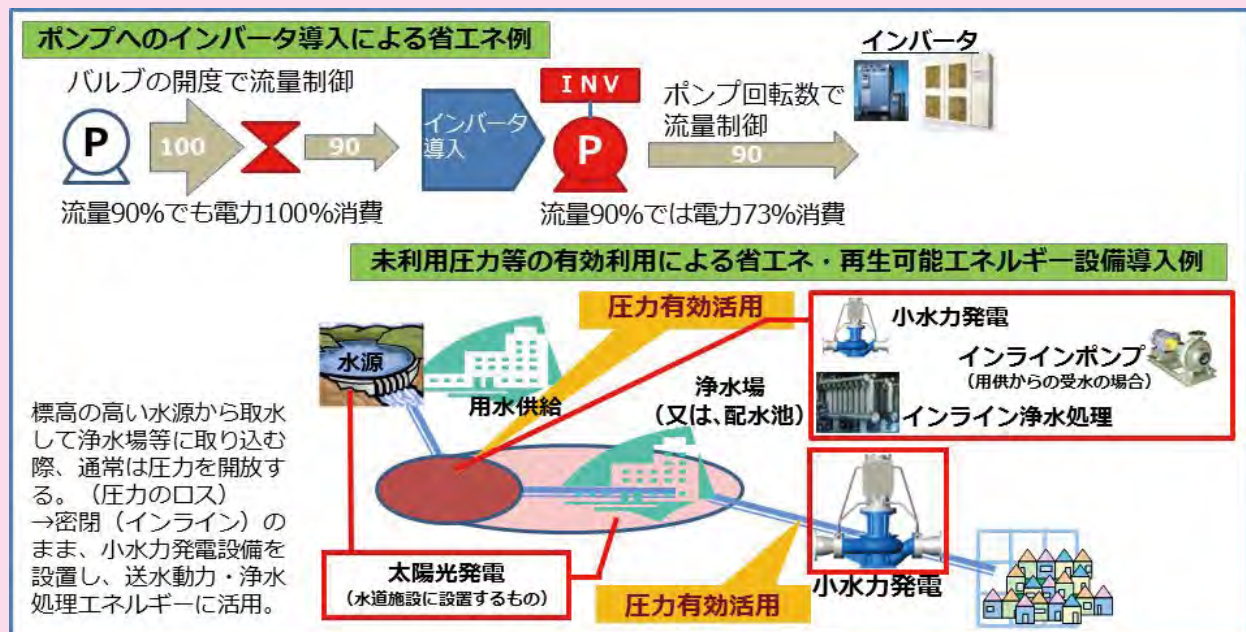 ポンプへのインバータ導入による省エネ例
インバータ
バルブの開度で流量制御
P
100
90
インバータ
導入
INV
P
ポンプ回転数で
流量制御
90
流量90%でも電力100%消費
流量90%では電力73%消費
未利用圧力等の有効利用による省エネ・再生可能エネルギー設備導入例
圧力有効活用
水源
用水供給
浄水場
(又は、配水池)
小水力発電
インラインポンプ
(用供からの受水の場合)
インライン浄水処理
標高の高い水源から取水
して浄水場等に取り込む
際、通常は圧力を開放す
る。(圧力のロス)
→密閉(インライン)の
まま、小水力発電設備を
設置し、送水動力・浄水
処理エネルギーに活用。
太陽光発電
(水道施設に設置するもの)
圧力有効活用
小水力発電